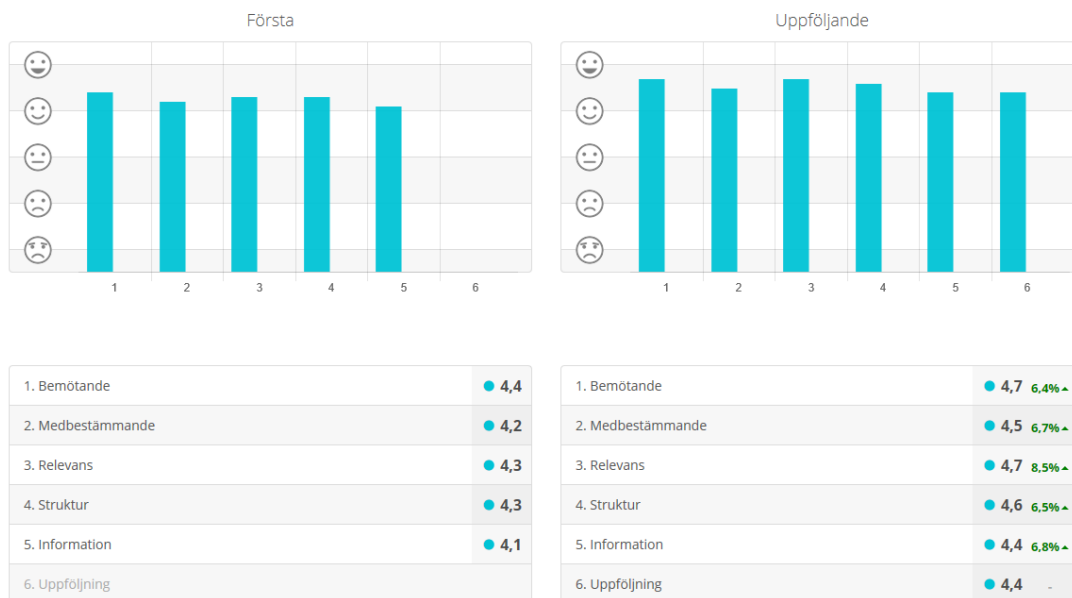 Första
1 2 3 4 5 6
1. Bemötande 4,4
2. Medbestämmande 4,2
3. Relevans 4,3
4. Struktur 4,3
5. Information 4,1
6. Uppföljning
Uppföljande
1 2 3 4 5 6
1. Bemötande 4,7 6,4%
2. Medbestämmande 4,5 6,7%
3. Relevans 4,7 8,5%
4. Struktur 4,6 6,5%
5. Information 4,4 6,8%
6. Uppföljning 4,4 -